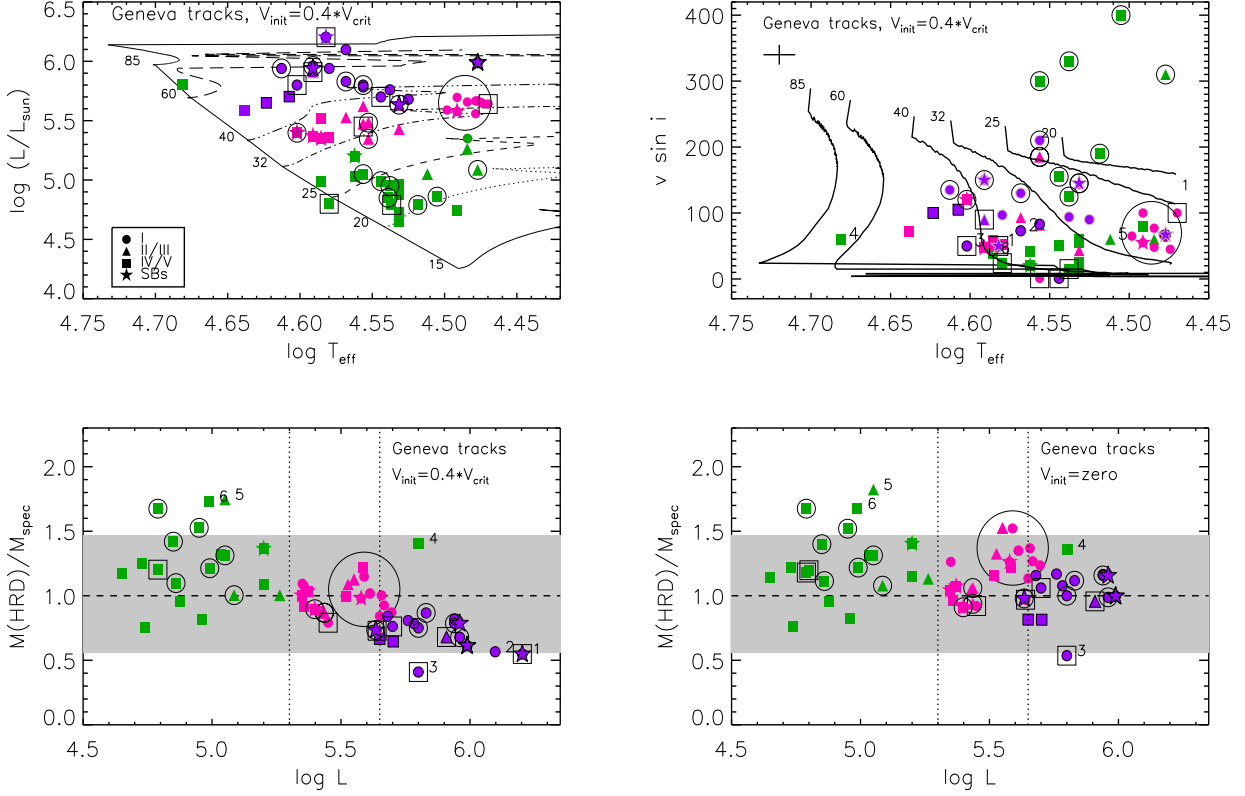 Geneva tracks, V_init=0.4*V_crit
6.5
6.0
5.5
5.0
4.5
4.0
log (L/L_sun)
85
60
40
32
25
20
15
I
II/III
IV/V
SBs
4.75 4.70 4.65 4.60 4.55 4.50 4.45
log T_eff
Geneva tracks, V_init=0.4*V_crit
400
300
200
100
0
v sin i
85
60
40
32
25
20
1
2
3
1
6
4
5
4.75 4.70 4.65 4.60 4.55 4.50 4.45
log T_eff
Geneva tracks
V_init=0.4*V_crit
2.0
1.5
1.0
0.5
0.0
M(HRD)/M_spec
6 5
4
3
2
1
4.5 5.0 5.5 6.0
log L
Geneva tracks
V_init=zero
2.0
1.5
1.0
0.5
0.0
M(HRD)/M_spec
5
6
4
3
4.5 5.0 5.5 6.0
log L